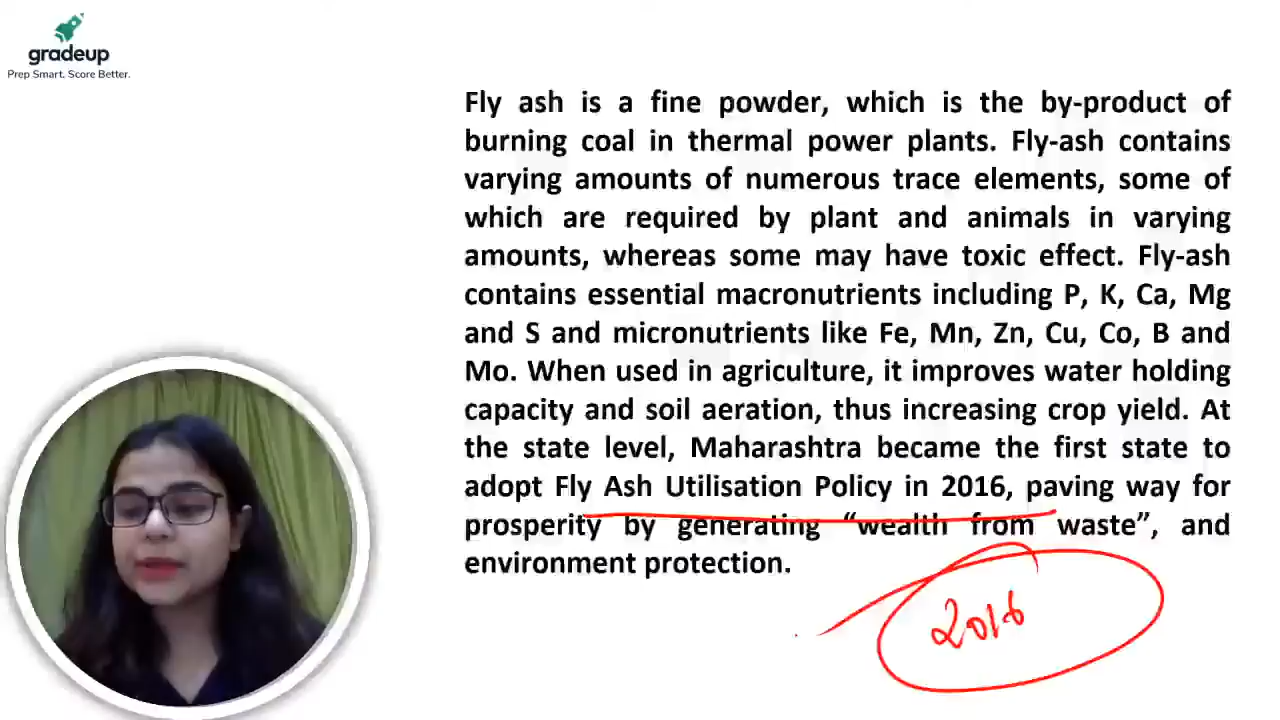 gradeup
Prep Smart. Score Better.
Fly ash is a fine powder, which is the by-product of
burning coal in thermal power plants. Fly-ash contains
varying amounts of numerous trace elements, some of
which are required by plant and animals in varying
amounts, whereas some may have toxic effect. Fly-ash
contains essential macronutrients including P, K, Ca, Mg
and S and micronutrients like Fe, Mn, Zn, Cu, Co, B and
Mo. When used in agriculture, it improves water holding
capacity and soil aeration, thus increasing crop yield. At
the state level, Maharashtra became the first state to
adopt Fly Ash Utilisation Policy in 2016, paving way for
prosperity by generating “wealth from waste”, and
environment protection.
2016